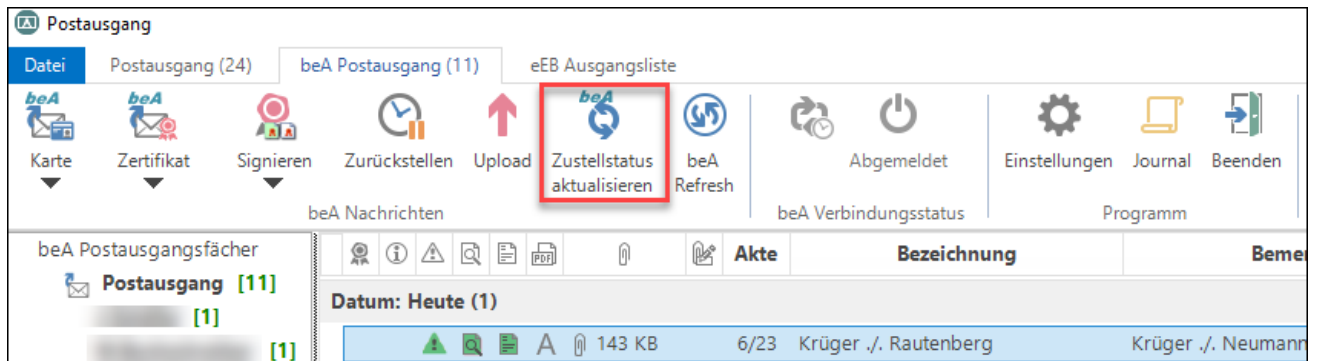 Postausgang
Datei Postausgang (24) beA Postausgang (11) eEB Ausgangsliste
beA beA beA
Karte Zertifikat Signieren Zurückstellen Upload Zustellstatus beA Abgemeldet Einstellungen Journal Beenden
aktualisieren Refresh
beA Nachrichten beA Verbindungsstatus Programm
beA Postausgangsfächer PDF Akte Bezeichnung Bemer
Postausgang [11]
Datum: Heute (1)
[1]
[1] A 143 KB 6/23 Krüger ./. Rautenberg Krüger ./. Neumann